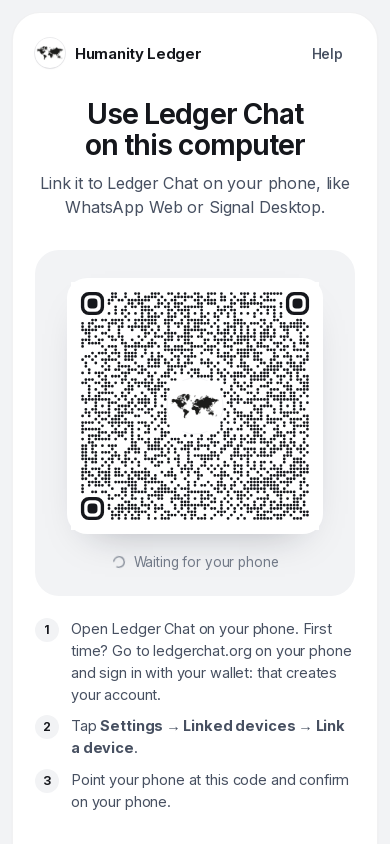 Humanity Ledger
Help
Use Ledger Chat
on this computer
Link it to Ledger Chat on your phone, like
WhatsApp Web or Signal Desktop.
Waiting for your phone
1 Open Ledger Chat on your phone. First
time? Go to ledgerchat.org on your phone
and sign in with your wallet: that creates
your account.
2 Tap Settings → Linked devices → Link
a device.
3 Point your phone at this code and confirm
on your phone.